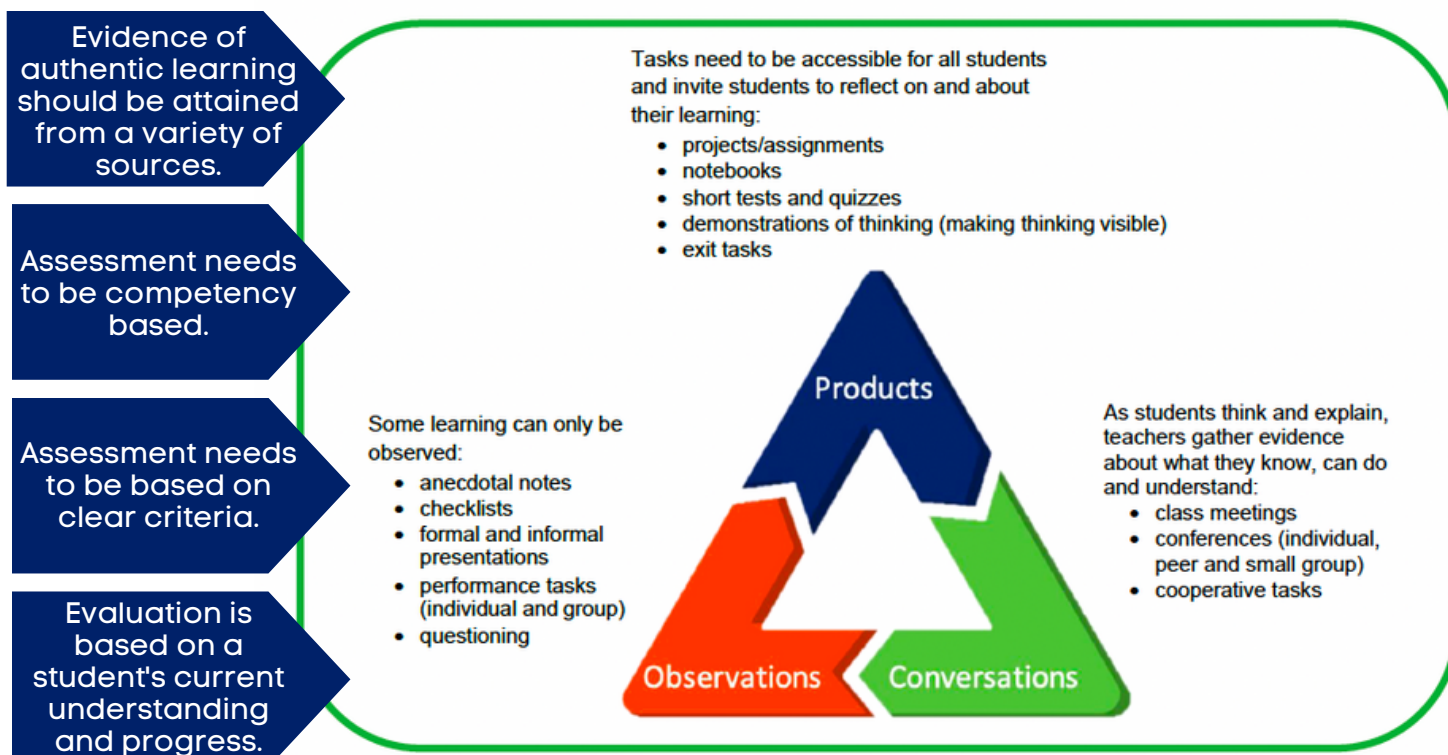 Evidence of
authentic learning
should be attained
from a variety of
sources.
Assessment needs
to be competency
based.
Assessment needs
to be based on
clear criteria.
Evaluation is
based on a
student's current
understanding
and progress.
Tasks need to be accessible for all students
and invite students to reflect on and about
their learning:
• projects/assignments
• notebooks
• short tests and quizzes
• demonstrations of thinking (making thinking visible)
• exit tasks
Products
Some learning can only be
observed:
• anecdotal notes
• checklists
• formal and informal
presentations
• performance tasks
(individual and group)
• questioning
As students think and explain,
teachers gather evidence
about what they know, can do
and understand:
• class meetings
• conferences (individual,
peer and small group)
• cooperative tasks
Observations
Conversations